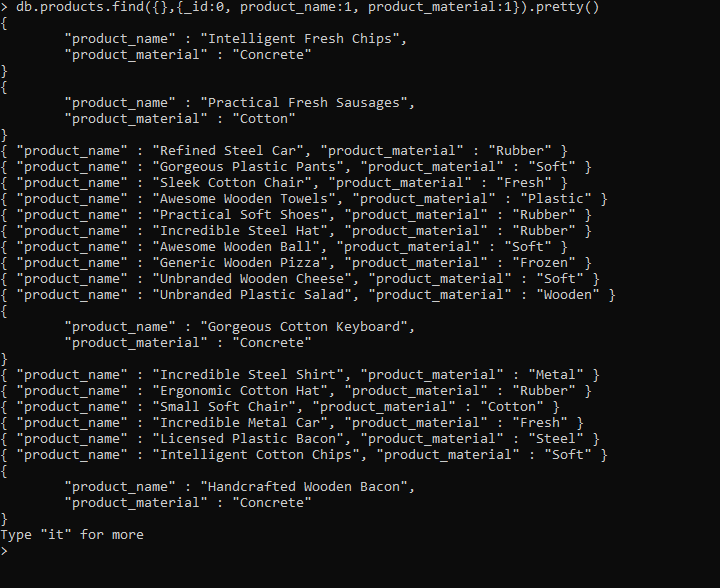 > db.products.find({},{_id:0, product_name:1, product_material:1}).pretty()
{
        "product_name" : "Intelligent Fresh Chips",
        "product_material" : "Concrete"
}
{
        "product_name" : "Practical Fresh Sausages",
        "product_material" : "Cotton"
}
{ "product_name" : "Refined Steel Car", "product_material" : "Rubber" }
{ "product_name" : "Gorgeous Plastic Pants", "product_material" : "Soft" }
{ "product_name" : "Sleek Cotton Chair", "product_material" : "Fresh" }
{ "product_name" : "Awesome Wooden Towels", "product_material" : "Plastic" }
{ "product_name" : "Practical Soft Shoes", "product_material" : "Rubber" }
{ "product_name" : "Incredible Steel Hat", "product_material" : "Rubber" }
{ "product_name" : "Awesome Wooden Ball", "product_material" : "Soft" }
{ "product_name" : "Generic Wooden Pizza", "product_material" : "Frozen" }
{ "product_name" : "Unbranded Wooden Cheese", "product_material" : "Soft" }
{ "product_name" : "Unbranded Plastic Salad", "product_material" : "Wooden" }
{
        "product_name" : "Gorgeous Cotton Keyboard",
        "product_material" : "Concrete"
}
{ "product_name" : "Incredible Steel Shirt", "product_material" : "Metal" }
{ "product_name" : "Ergonomic Cotton Hat", "product_material" : "Rubber" }
{ "product_name" : "Small Soft Chair", "product_material" : "Cotton" }
{ "product_name" : "Incredible Metal Car", "product_material" : "Fresh" }
{ "product_name" : "Licensed Plastic Bacon", "product_material" : "Steel" }
{ "product_name" : "Intelligent Cotton Chips", "product_material" : "Soft" }
{
        "product_name" : "Handcrafted Wooden Bacon",
        "product_material" : "Concrete"
}
Type "it" for more
>